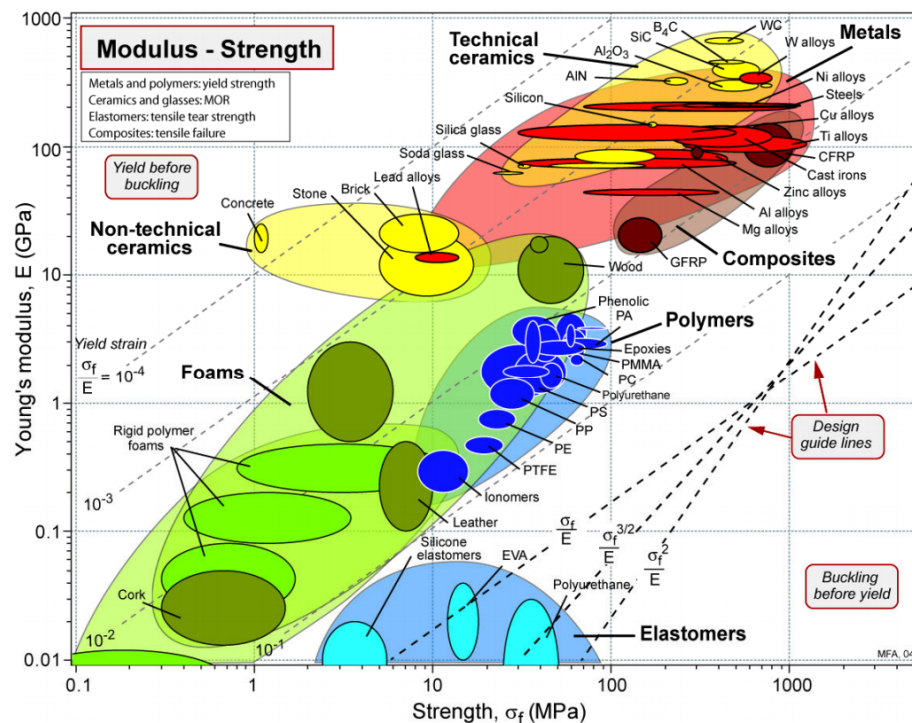 Modulus - Strength
Metals and polymers: yield strength
Ceramics and glasses: MOR
Elastomers: tensile tear strength
Composites: tensile failure
Yield before
buckling
Technical
ceramics
B4C
SiC
Al2O3
AlN
WC
W alloys
Metals
Ni alloys
Steels
Cu alloys
Ti alloys
CFRP
Cast irons
Zinc alloys
Al alloys
Mg alloys
Silicon
Silica glass
Soda glass
Brick
Lead alloys
Stone
Concrete
Non-technical
ceramics
GFRP
Composites
Wood
Phenolic
PA
Polymers
Epoxies
PMMA
PC
Polyurethane
PS
PP
PE
PTFE
Ionomers
Leather
Foams
Yield strain
σf/E = 10-4
10-3
10-2
10-1
Rigid polymer
foams
Cork
Silicone
elastomers
EVA
Polyurethane
Elastomers
σf/E
σf3/2/E
σf2/E
Design
guide lines
Buckling
before yield
MFA, 04
Young's modulus, E (GPa)
1000
100
10
1
0.1
0.01
0.1
1
10
100
1000
Strength, σf (MPa)